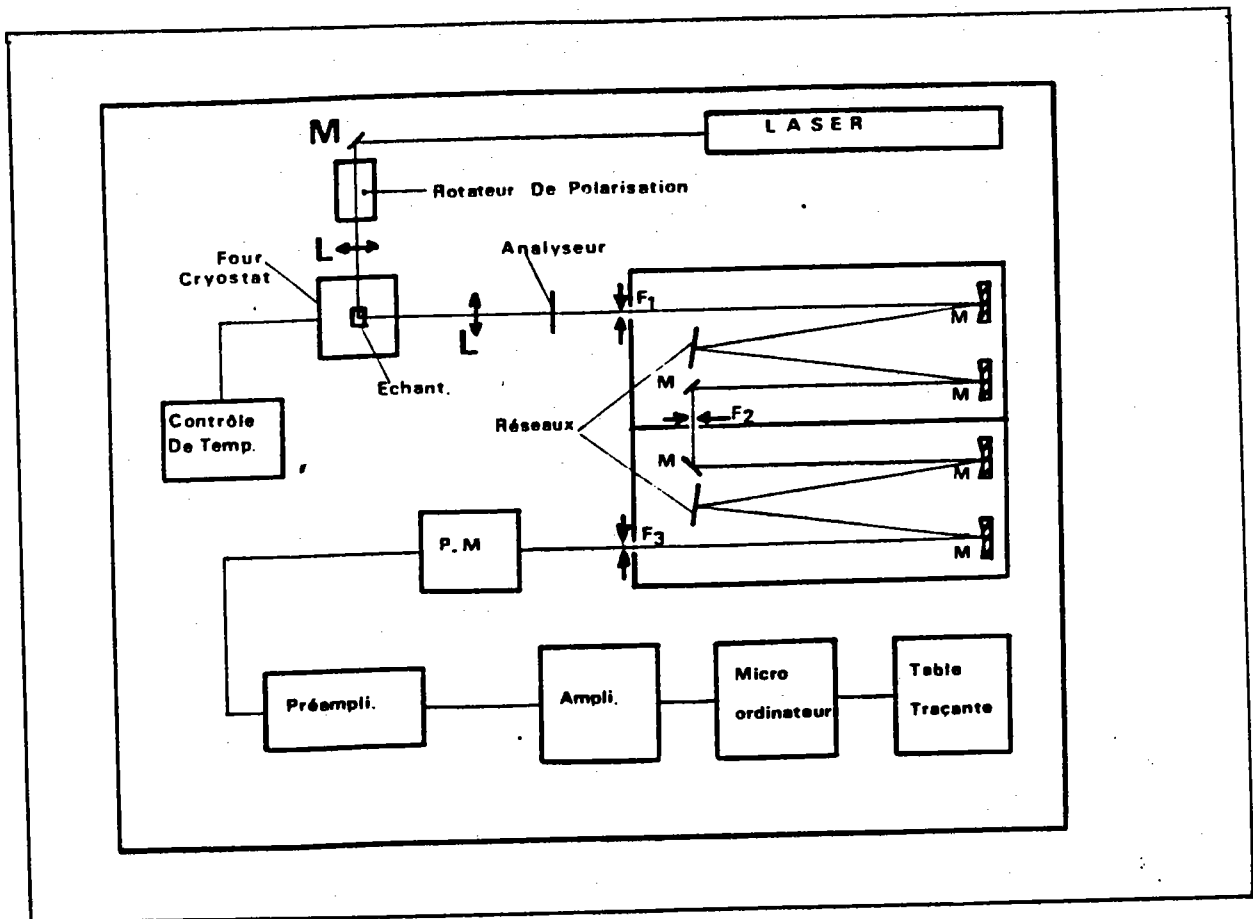 LASER
M
Rotateur De Polarisation
L
Analyseur
Four
Cryostat
F1
M
L
Echant.
M
M
F2
Contrôle
De Temp.
Réseaux
M
M
P.M
F3
M
Préampli.
Ampli.
Micro
ordinateur
Table
Traçante